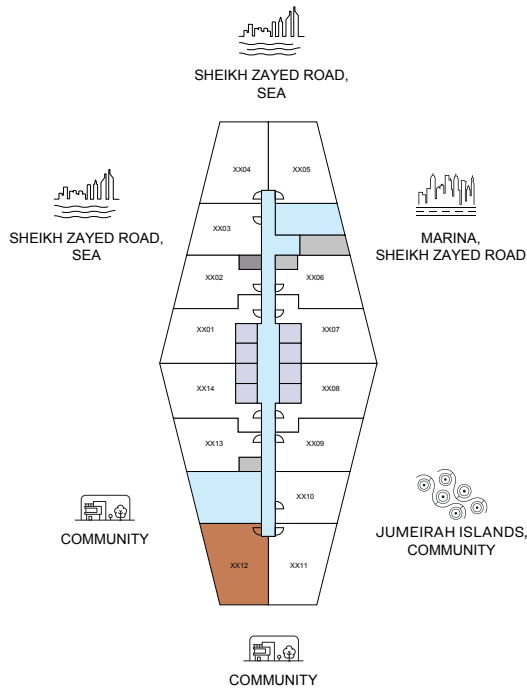 SHEIKH ZAYED ROAD,
SEA
XX04
XX05
SHEIKH ZAYED ROAD,
SEA
XX03
MARINA,
SHEIKH ZAYED ROAD
XX02
XX06
XX01
XX07
XX14
XX08
XX13
XX09
XX10
COMMUNITY
JUMEIRAH ISLANDS,
COMMUNITY
XX12
XX11
COMMUNITY